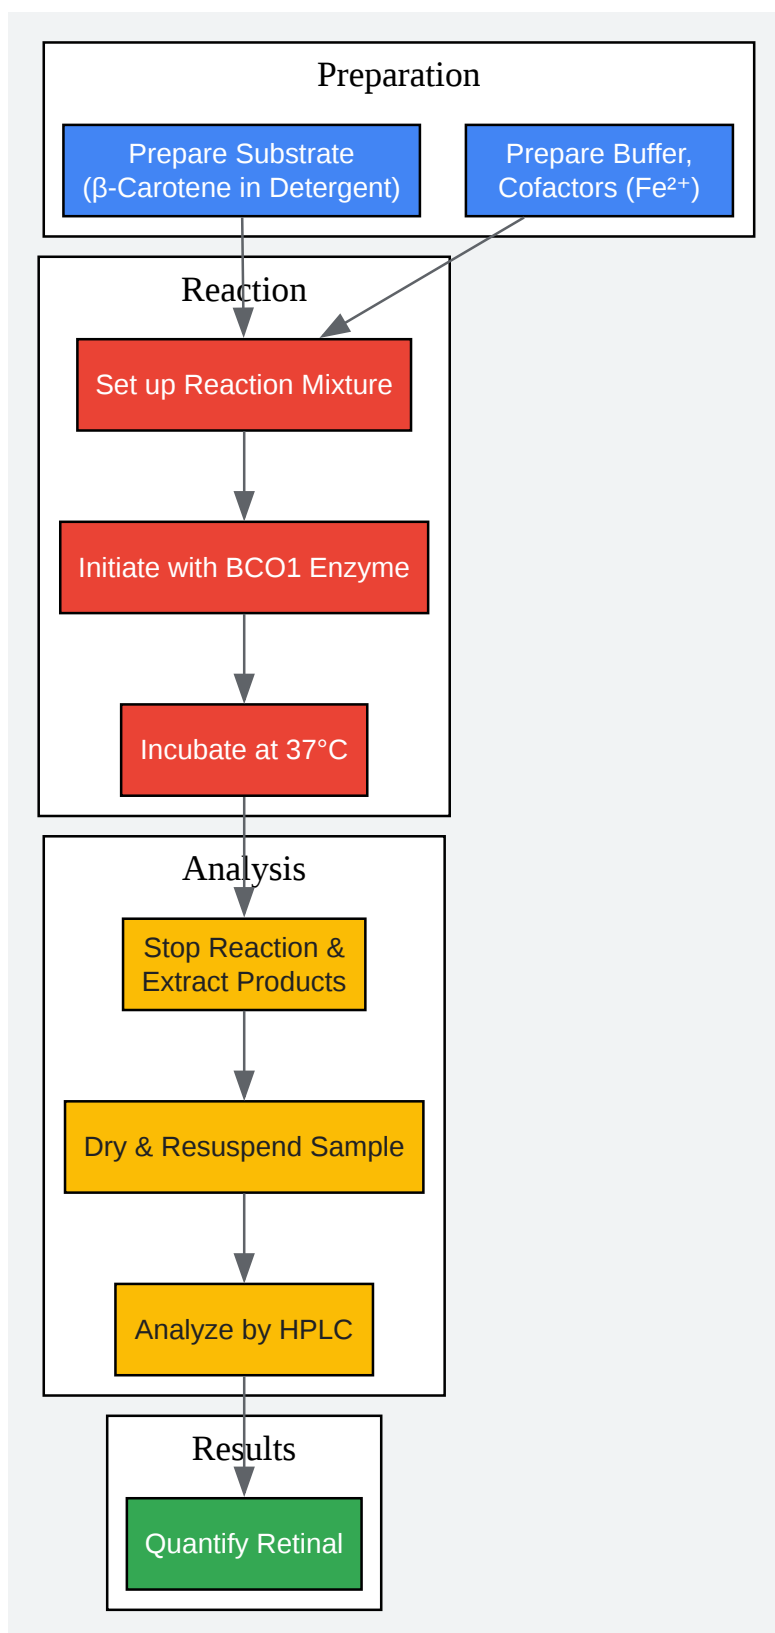 Preparation
Prepare Substrate
(β-Carotene in Detergent)
Prepare Buffer,
Cofactors (Fe²⁺)
Reaction
Set up Reaction Mixture
Initiate with BCO1 Enzyme
Incubate at 37°C
Analysis
Stop Reaction &
Extract Products
Dry & Resuspend Sample
Analyze by HPLC
Results
Quantify Retinal